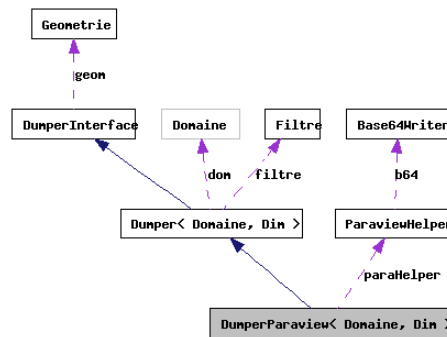 Geometrie
geom
DumperInterface Domaine Filtre Base64Writer
dom filtre b64
Dumper< Domaine, Dim > ParaviewHelper
paraHelper
DumperParaview< Domaine, Dim >